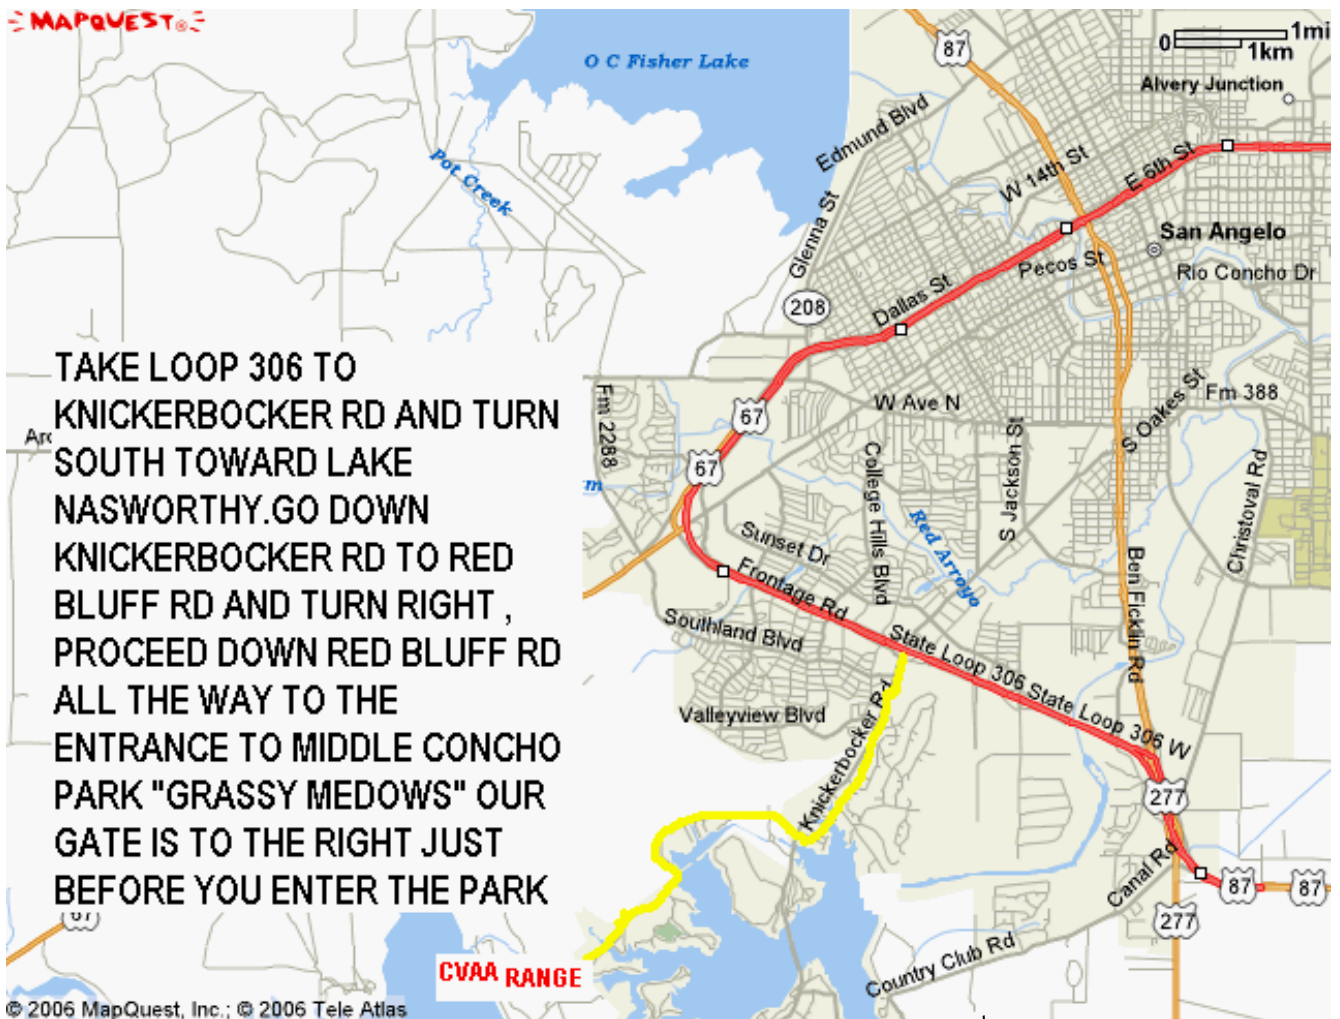 MAPQUEST®
O C Fisher Lake
87
0 1mi
1km
Alvery Junction
Edmund Blvd
Pot Creek
W 14th St
E 6th St
Glenna St
San Angelo
Pecos St
Rio Concho Dr
208
Dallas St
TAKE LOOP 306 TO
KNICKERBOCKER RD AND TURN
SOUTH TOWARD LAKE
NASWORTHY.GO DOWN
KNICKERBOCKER RD TO RED
BLUFF RD AND TURN RIGHT ,
PROCEED DOWN RED BLUFF RD
ALL THE WAY TO THE
ENTRANCE TO MIDDLE CONCHO
PARK "GRASSY MEDOWS" OUR
GATE IS TO THE RIGHT JUST
BEFORE YOU ENTER THE PARK
Fm 2288
67
W Ave N
S Oakes St
Fm 388
67
College Hills Blvd
S Jackson St
Christoval Rd
Red Arroyo
Sunset Dr
Frontage Rd
Ben Ficklin Rd
Southland Blvd
State Loop 306
State Loop 306 W
Valleyview Blvd
Knickerbocker Rd
277
Canal Rd
87
87
67
277
Country Club Rd
CVAA RANGE
© 2006 MapQuest, Inc.; © 2006 Tele Atlas